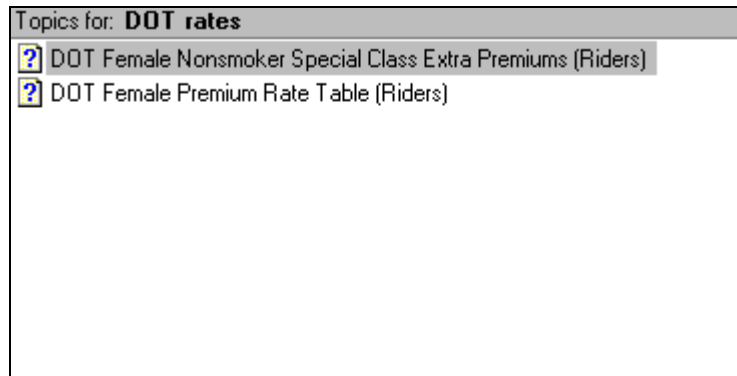 Topics for: DOT rates
DOT Female Nonsmoker Special Class Extra Premiums (Riders)
DOT Female Premium Rate Table (Riders)